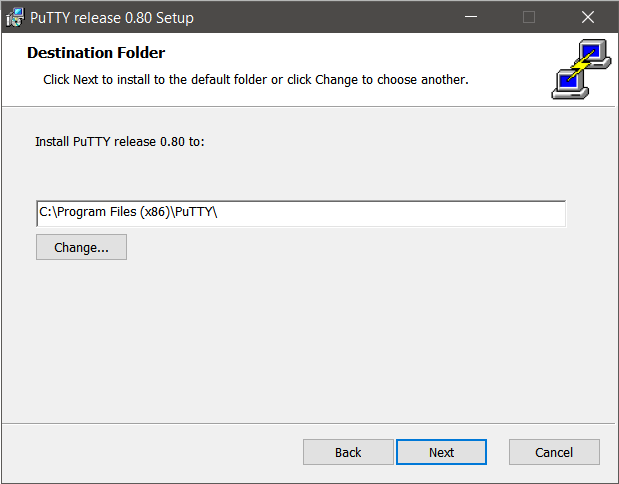 PuTTY release 0.80 Setup
Destination Folder
Click Next to install to the default folder or click Change to choose another.
Install PuTTY release 0.80 to:
C:\Program Files (x86)\PuTTY\
Change...
Back Next Cancel